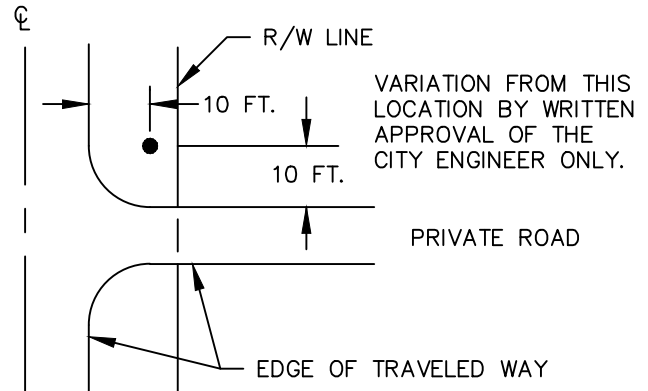 ℄
R/W LINE
10 FT.
VARIATION FROM THIS
LOCATION BY WRITTEN
APPROVAL OF THE
CITY ENGINEER ONLY.
10 FT.
PRIVATE ROAD
EDGE OF TRAVELED WAY